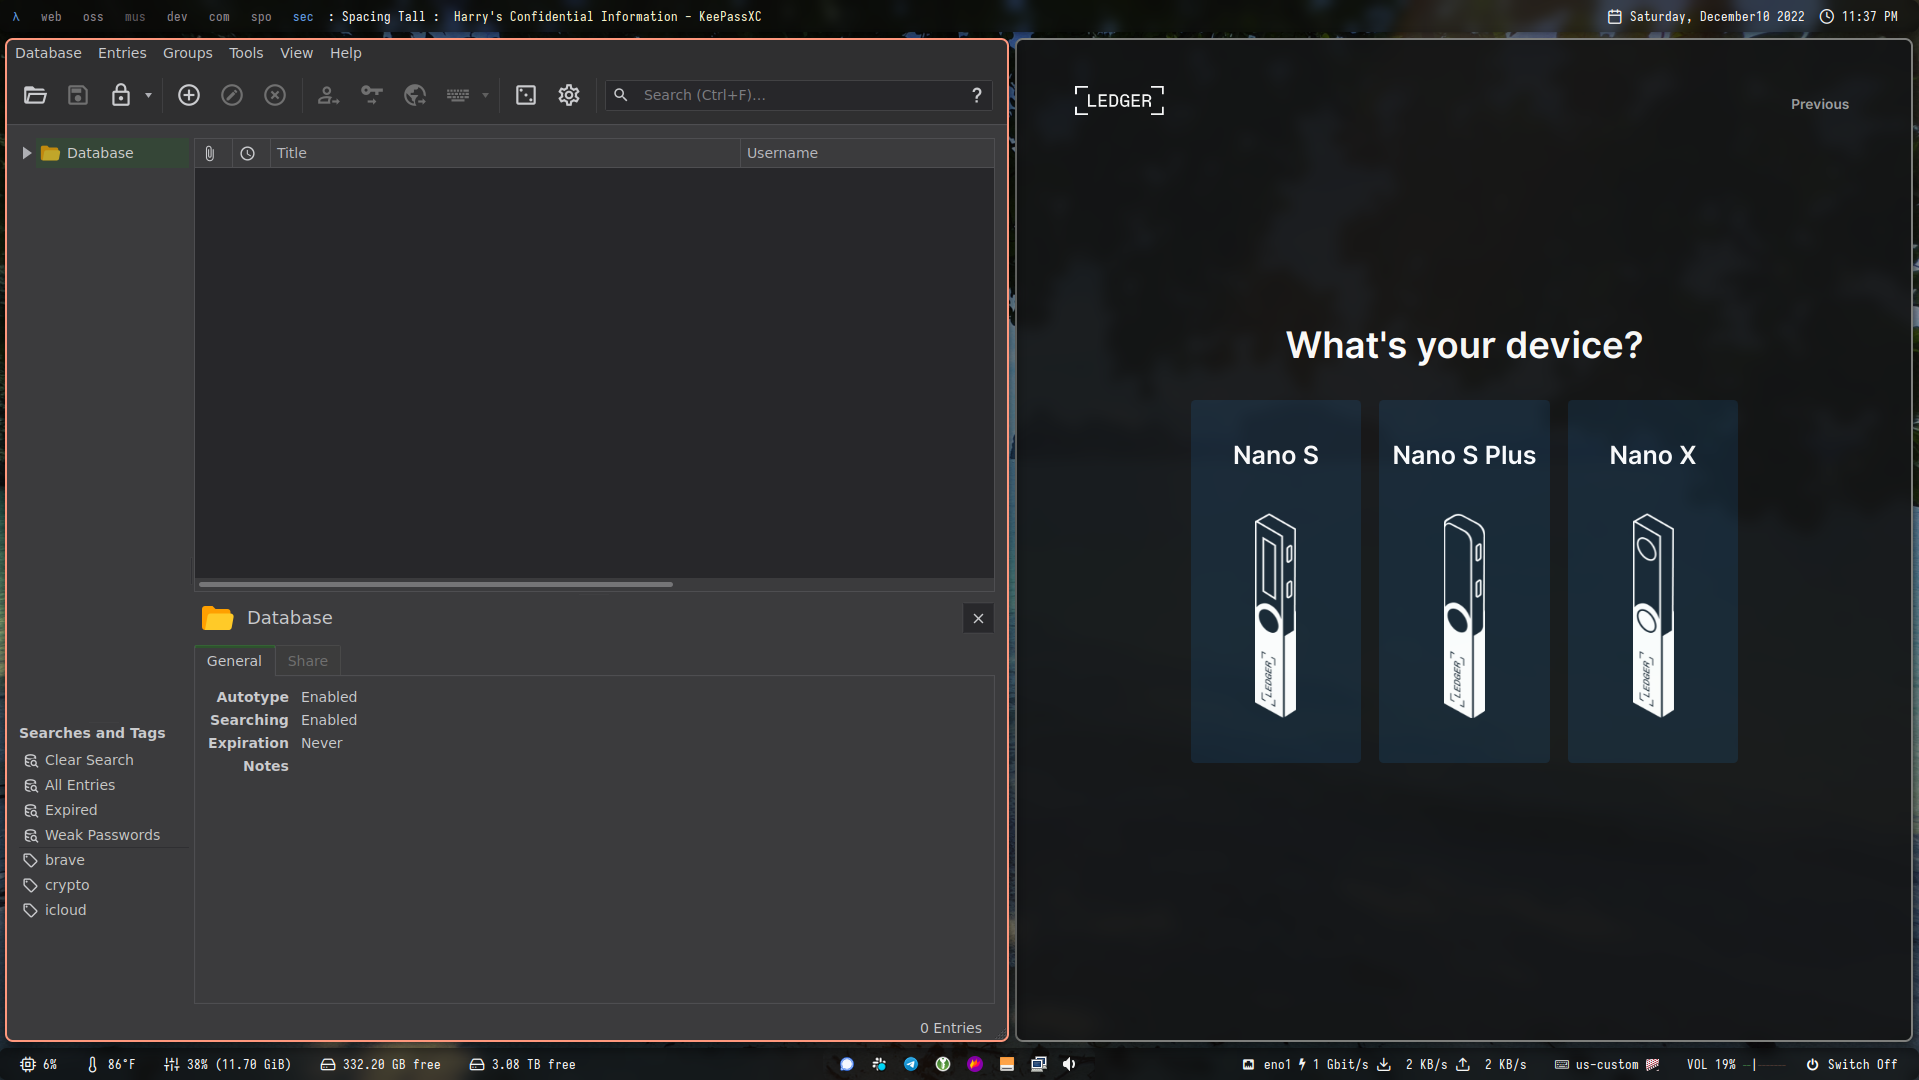 λ web oss mus dev com spo sec : Spacing Tall : Harry's Confidential Information - KeePassXC
Saturday, December10 2022 11:37 PM
Database Entries Groups Tools View Help
Search (Ctrl+F)... ?
Database
Title Username
Database
General Share
Autotype Enabled
Searching Enabled
Expiration Never
Notes
Searches and Tags
Clear Search
All Entries
Expired
Weak Passwords
brave
crypto
icloud
0 Entries
LEDGER
Previous
What's your device?
Nano S Nano S Plus Nano X
LEDGER LEDGER LEDGER
6% 86°F 38% (11.70 GiB) 332.20 GB free 3.08 TB free
eno1 1 Gbit/s 2 KB/s 2 KB/s us-custom VOL 19% Switch Off